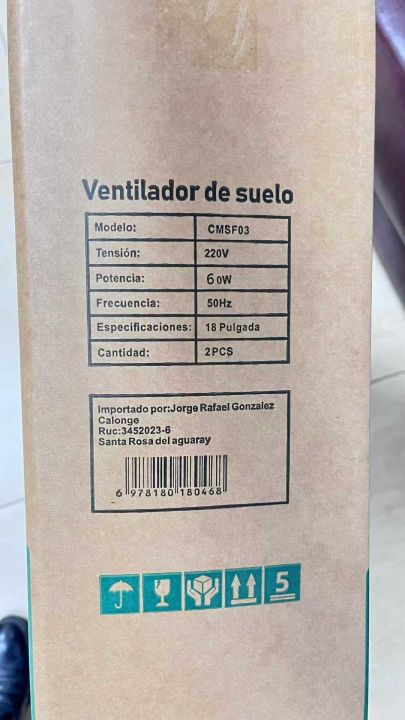 Ventilador de suelo
Modelo: CMSF03
Tensión: 220V
Potencia: 60W
Frecuencia: 50Hz
Especificaciones: 18 Pulgada
Cantidad: 2PCS
Importado por:Jorge Rafael Gonzalez
Calonge
Ruc:3452023-6
Santa Rosa del aguaray
6 978180 180468
5